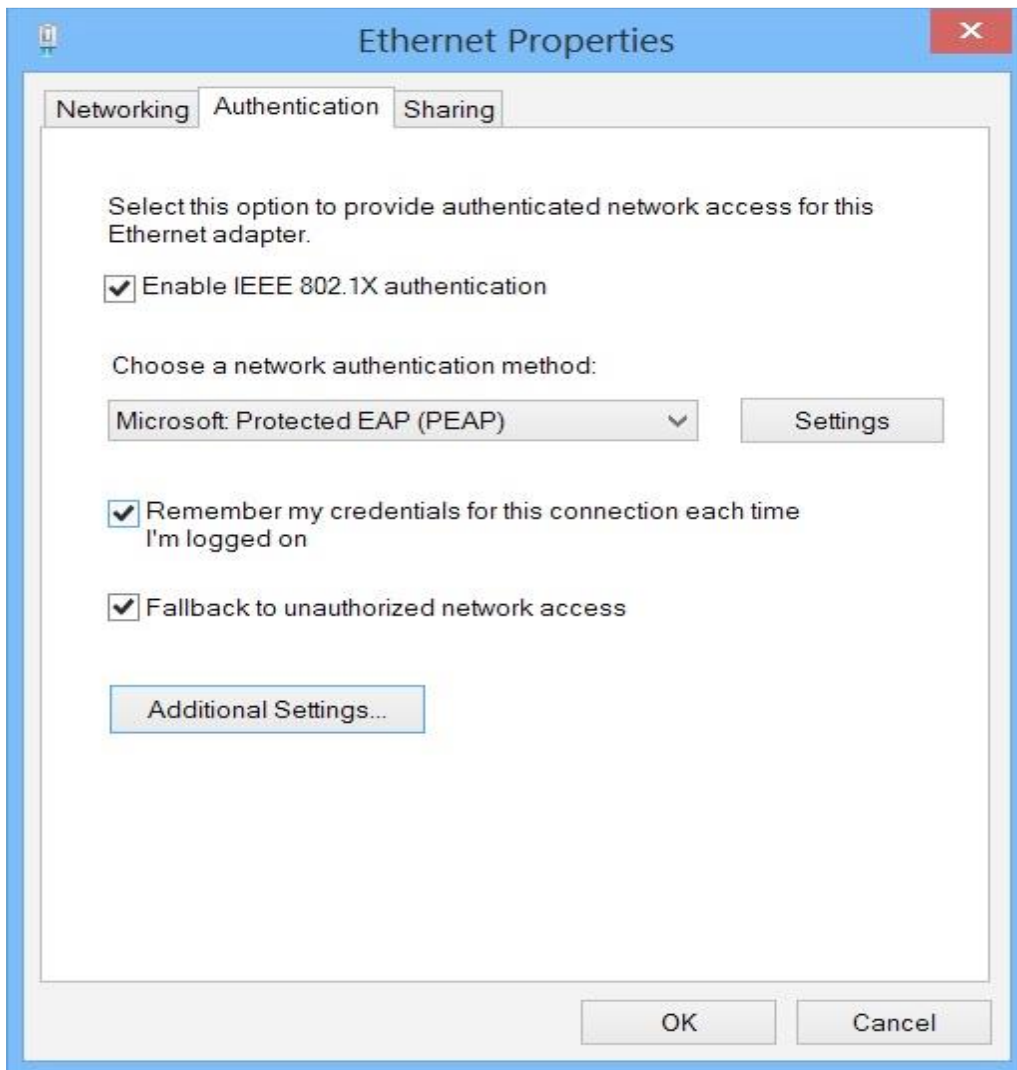 Ethernet Properties
Networking Authentication Sharing
Select this option to provide authenticated network access for this
Ethernet adapter.
Enable IEEE 802.1X authentication
Choose a network authentication method:
Microsoft: Protected EAP (PEAP) Settings
Remember my credentials for this connection each time
I'm logged on
Fallback to unauthorized network access
Additional Settings...
OK Cancel